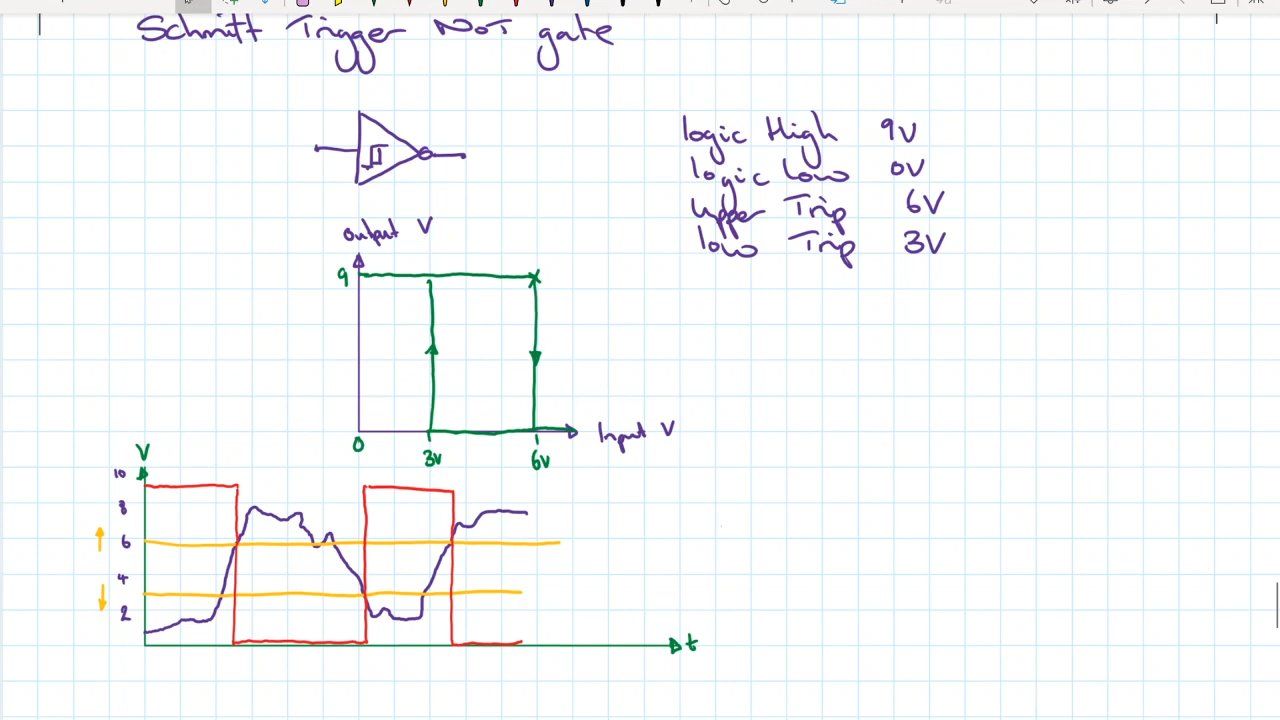 Schmitt Trigger NOT gate
logic High 9V
logic Low 0V
Upper Trip 6V
low Trip 3V
output V
9
0
3V
6V
Input V
V
10
8
6
4
2
t